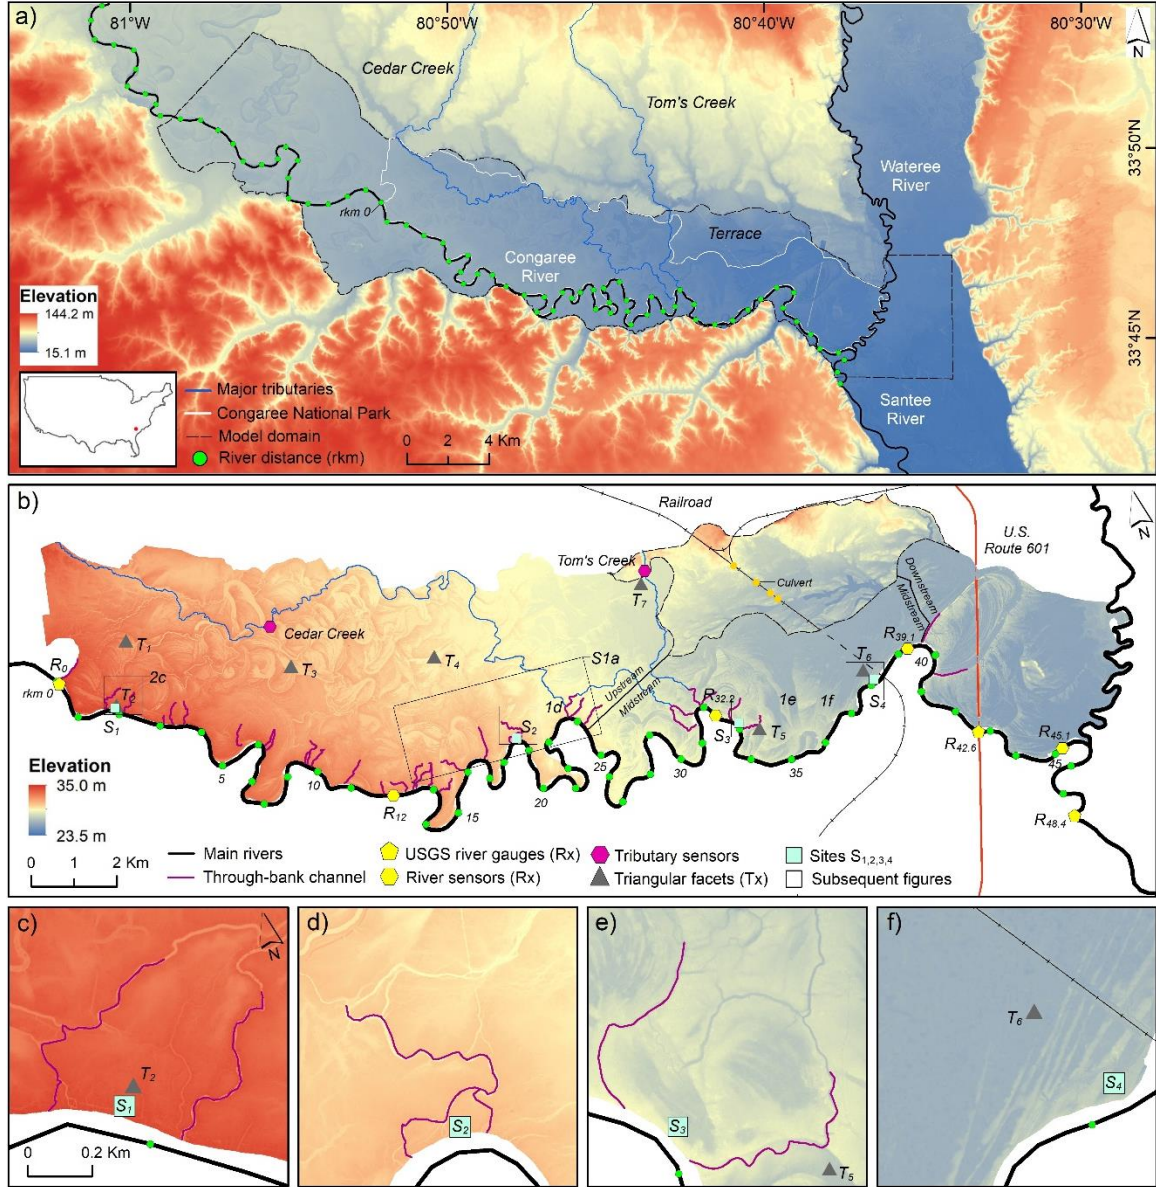 a)
81°W
80°50'W
80°40'W
80°30'W
N
Cedar Creek
Tom's Creek
33°50'N
Wateree
River
rkm 0
Terrace
Congaree
River
Elevation
144.2 m
15.1 m
33°45'N
Major tributaries
Congaree National Park
Model domain
River distance (rkm)
0 2 4 Km
Santee
River
b)
Railroad
N
U.S.
Route 601
Tom's Creek
Culvert
T7
Downstream
Midstream
Cedar Creek
T1
T3
T4
S1a
R0
rkm 0
2c
T2
S1
1d
S2
Upstream
Midstream
R32.2
S3
T5
1e
1f
T6
S4
R39.1
40
R42.6
R45.1
45
R48.4
5
10
R12
15
20
25
30
35
Elevation
35.0 m
23.5 m
0 1 2 Km
Main rivers
Through-bank channel
USGS river gauges (Rx)
River sensors (Rx)
Tributary sensors
Triangular facets (Tx)
Sites S1,2,3,4
Subsequent figures
c)
N
T2
S1
0 0.2 Km
d)
S2
e)
S3
T5
f)
T6
S4